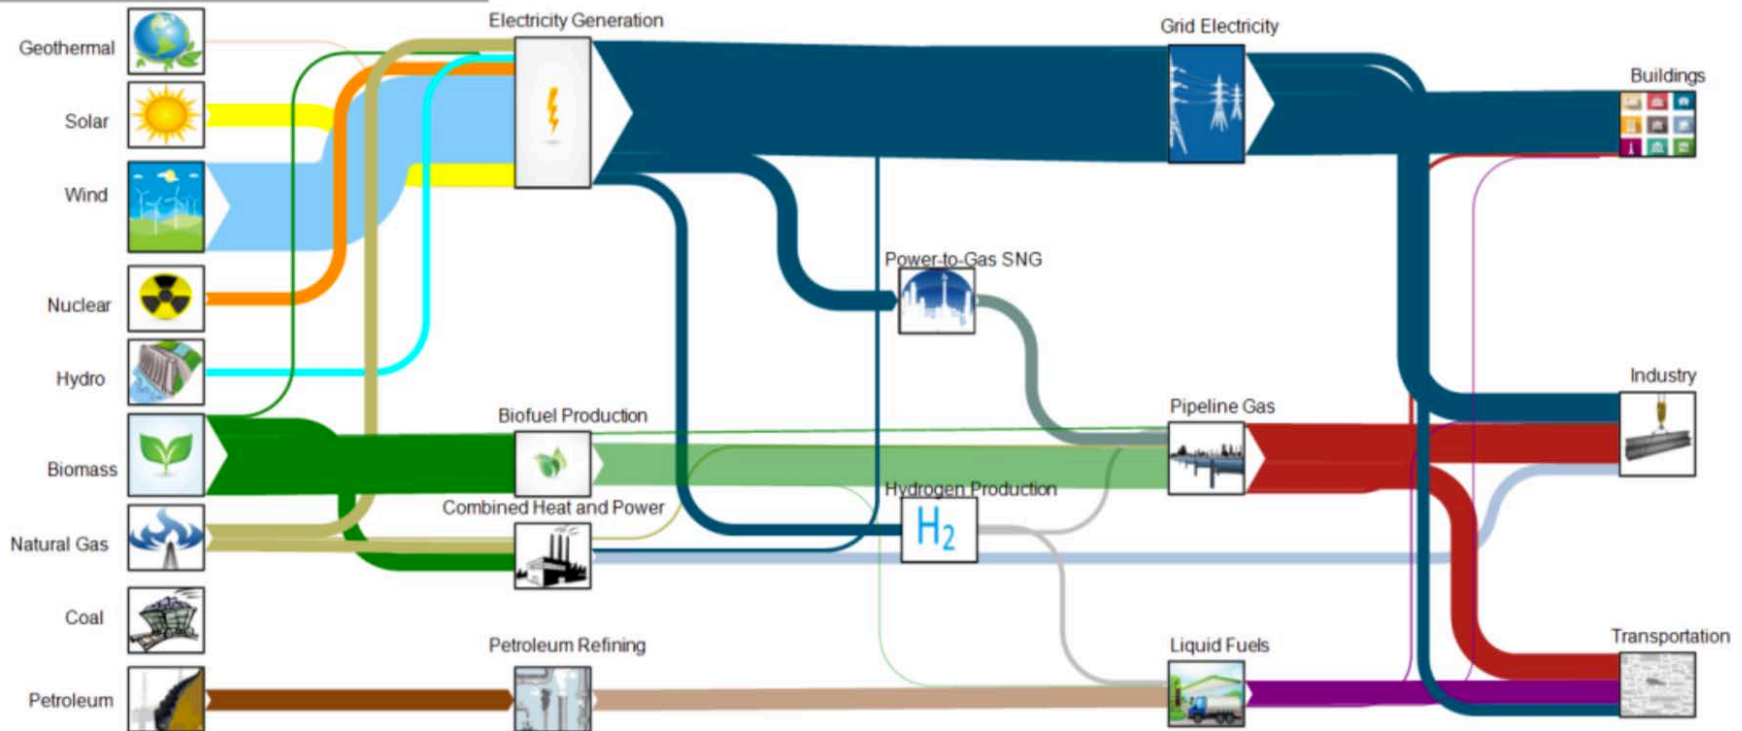 Electricity Generation
Grid Electricity
Geothermal
Buildings
Solar
Wind
Power-to-Gas SNG
Nuclear
Hydro
Industry
Biofuel Production
Pipeline Gas
Biomass
Hydrogen Production
H2
Combined Heat and Power
Natural Gas
Coal
Transportation
Petroleum Refining
Liquid Fuels
Petroleum